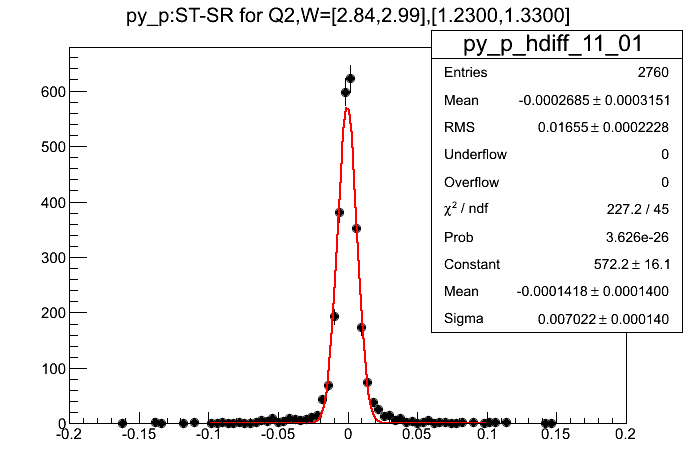 py_p:ST-SR for Q2,W=[2.84,2.99],[1.2300,1.3300]
py_p_hdiff_11_01
Entries 2760
Mean -0.0002685 ± 0.0003151
RMS 0.01655 ± 0.0002228
Underflow 0
Overflow 0
χ² / ndf 227.2 / 45
Prob 3.626e-26
Constant 572.2 ± 16.1
Mean -0.0001418 ± 0.0001400
Sigma 0.007022 ± 0.000140
600
500
400
300
200
100
0
-0.2 -0.15 -0.1 -0.05 0 0.05 0.1 0.15 0.2